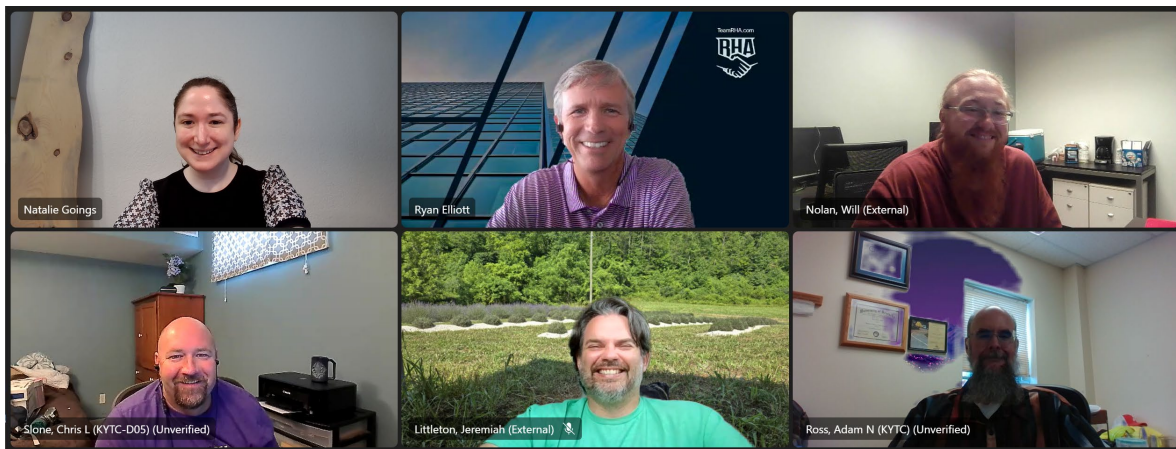 TeamRHA.com
RHA
Natalie Goings
Ryan Elliott
Nolan, Will (External)
Slone, Chris L (KYTC-D05) (Unverified)
Littleton, Jeremiah (External)
Ross, Adam N (KYTC) (Unverified)